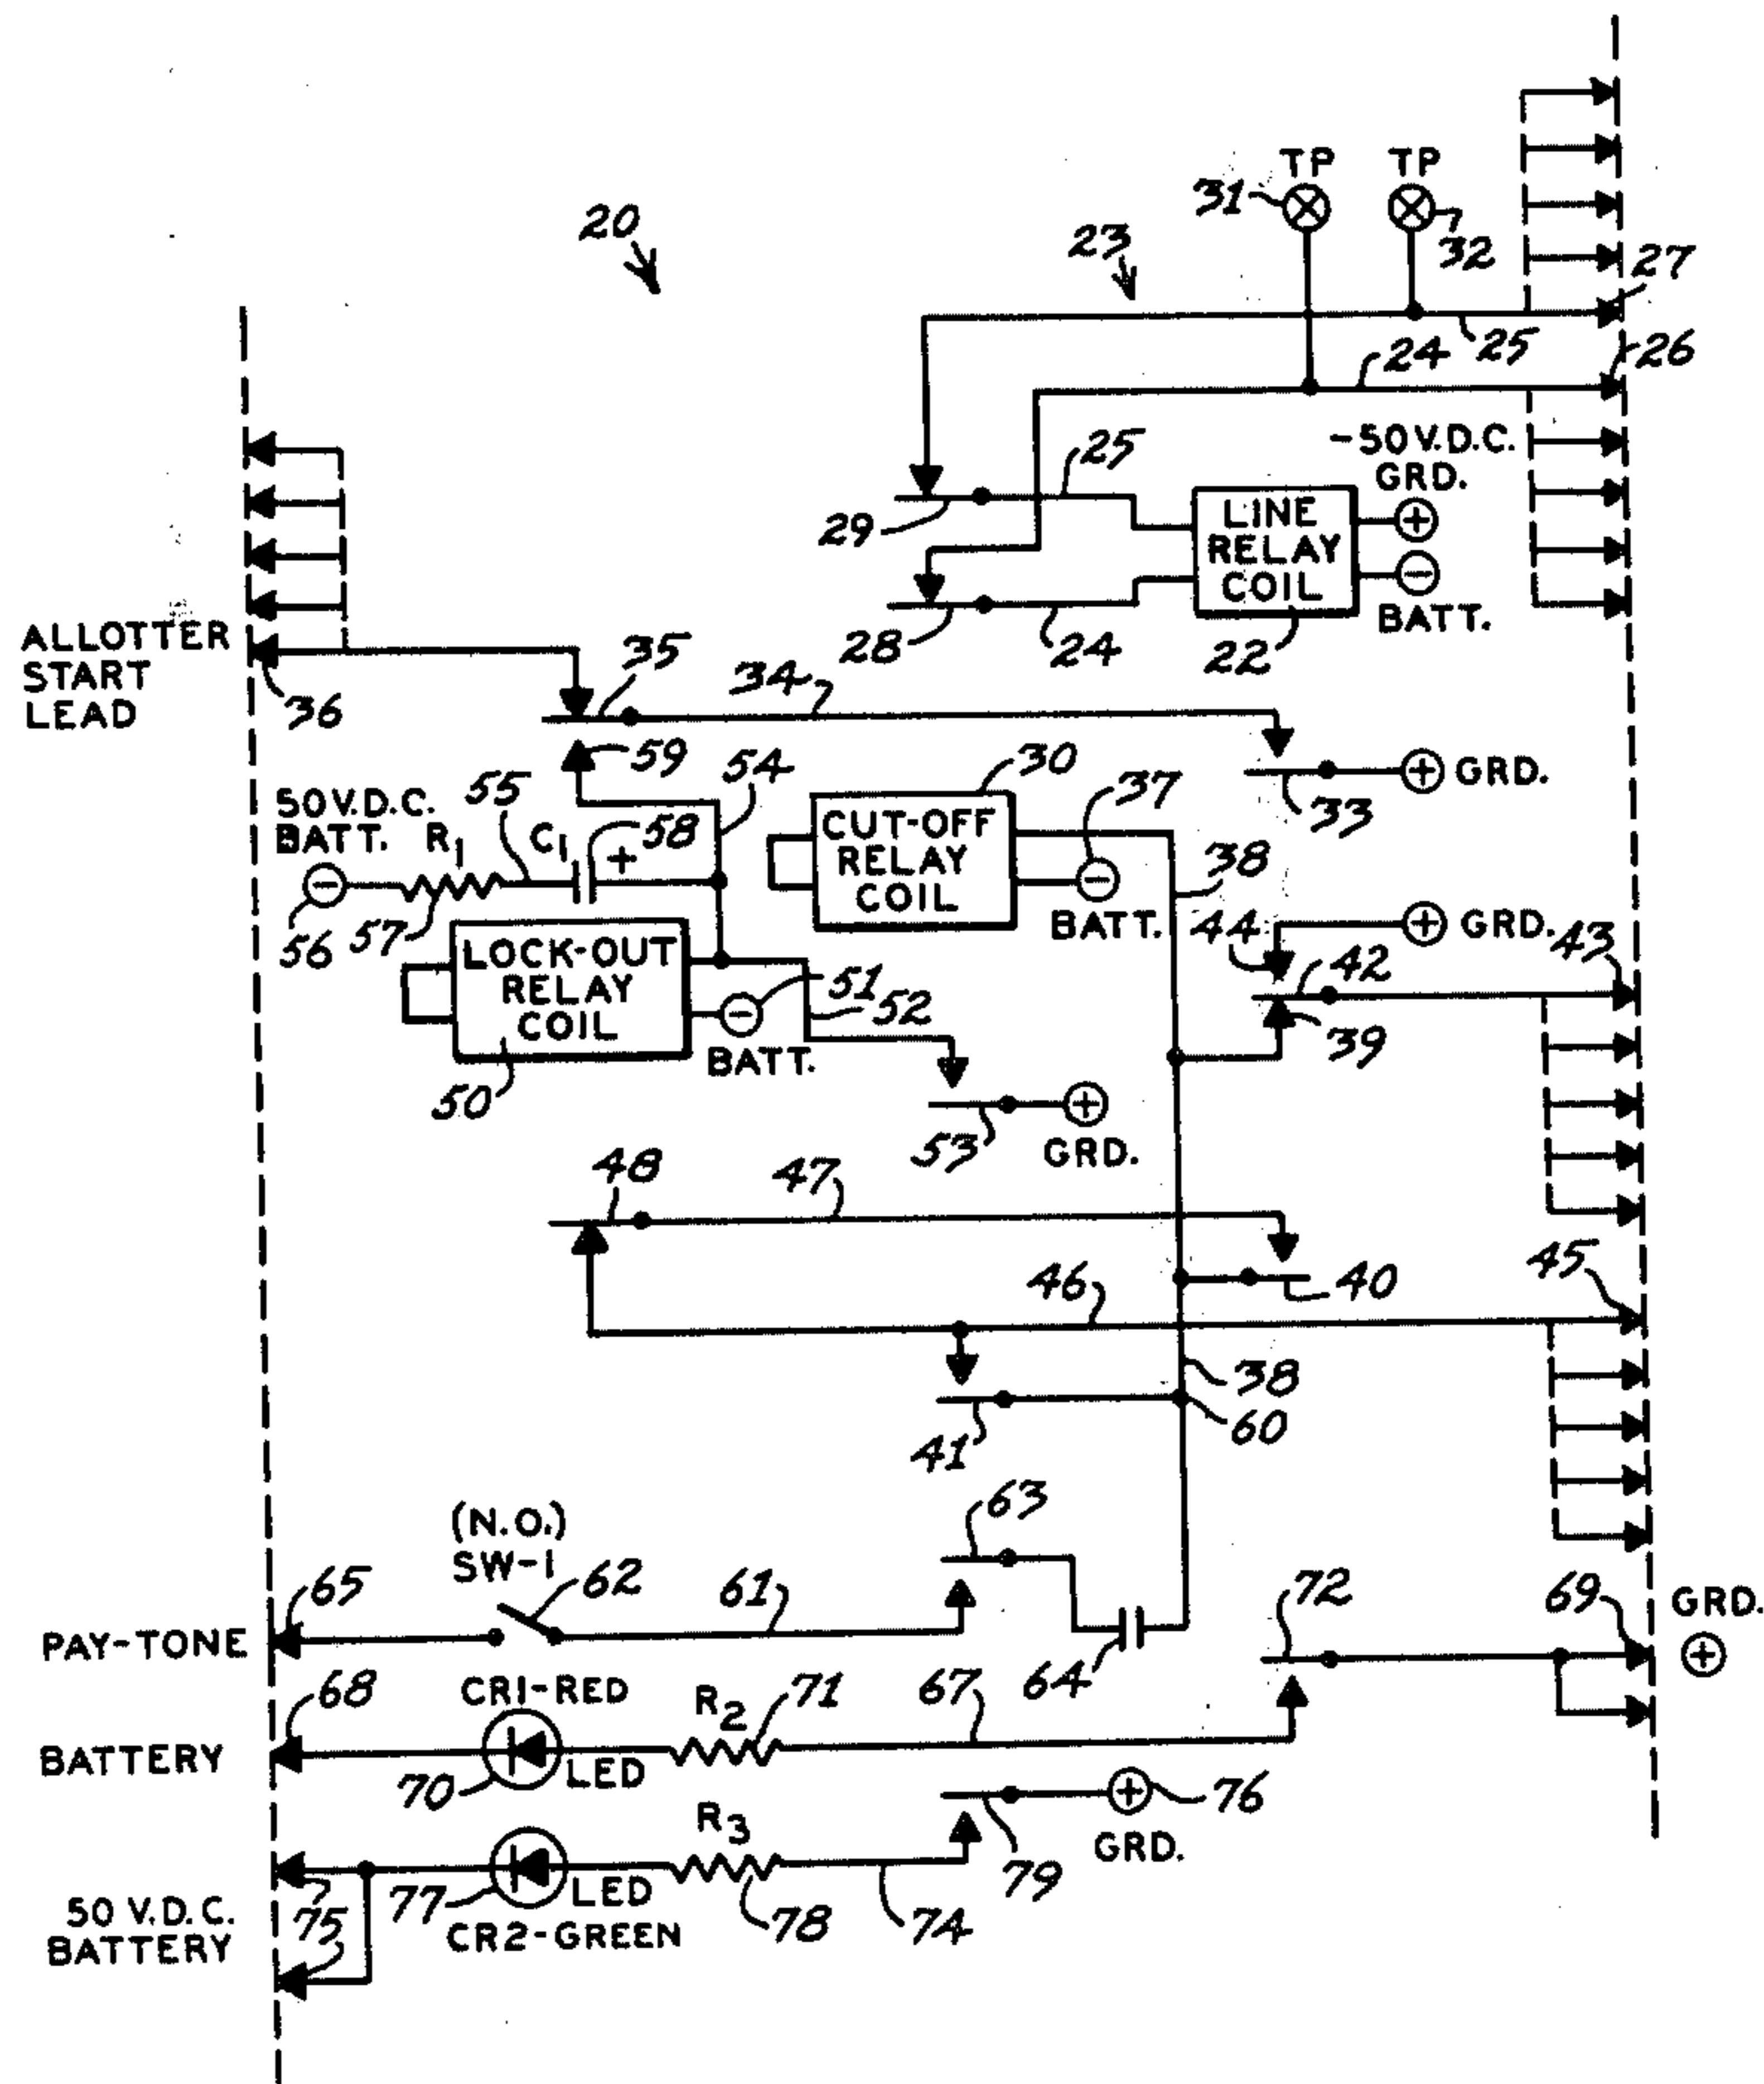 20
TP
TP
31
32
23
27
26
25
24
-50 V.D.C.
GRD.
25
29
LINE
RELAY
COIL
BATT.
28
24
22
ALLOTTER
START
LEAD
36
35
34
59
54
30
37
GRD.
33
50 V.D.C.
BATT.
R1
55
C1
58
+
CUT-OFF
RELAY
COIL
BATT.
38
44
GRD.
43
56
57
LOCK-OUT
RELAY
COIL
51
52
42
39
BATT.
50
53
GRD.
48
47
46
40
45
38
60
41
63
(N.O.)
SW-1
65
62
61
72
69
GRD.
PAY-TONE
64
68
CR1-RED
R2
71
67
BATTERY
70
LED
R3
76
GRD.
79
50 V.D.C.
BATTERY
75
77
LED
CR2-GREEN
78
74